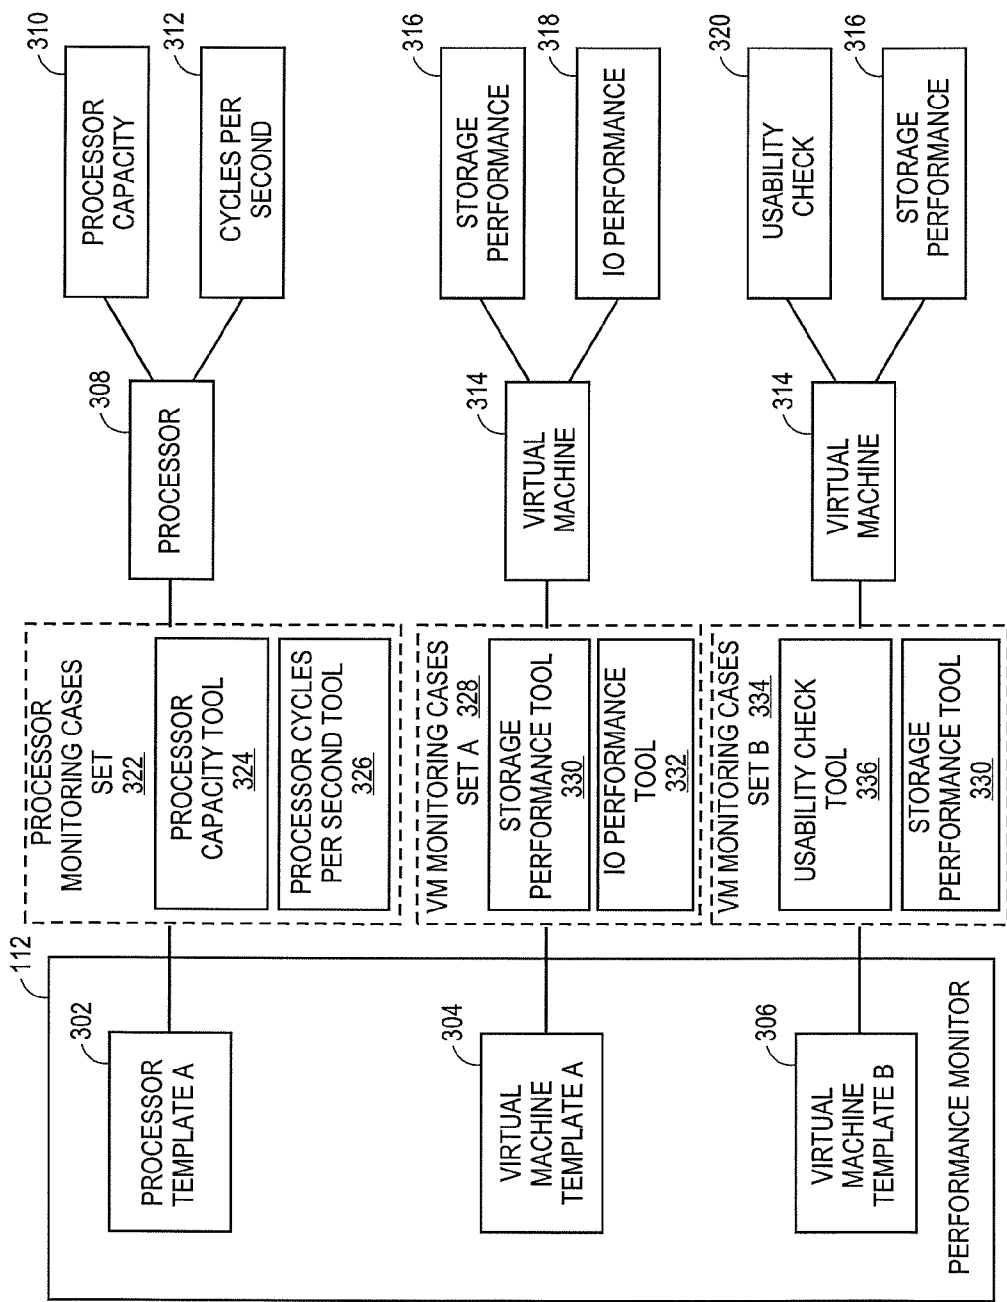 112
302
PROCESSOR
TEMPLATE A
304
VIRTUAL
MACHINE
TEMPLATE A
306
VIRTUAL
MACHINE
TEMPLATE B
PERFORMANCE MONITOR
PROCESSOR
MONITORING CASES
SET
322
PROCESSOR
CAPACITY TOOL
324
PROCESSOR CYCLES
PER SECOND TOOL
326
VM MONITORING CASES
SET A 328
STORAGE
PERFORMANCE TOOL
330
IO PERFORMANCE
TOOL
332
VM MONITORING CASES
SET B 334
USABILITY CHECK
TOOL
336
STORAGE
PERFORMANCE TOOL
330
308
PROCESSOR
314
VIRTUAL
MACHINE
314
VIRTUAL
MACHINE
310
PROCESSOR
CAPACITY
312
CYCLES PER
SECOND
316
STORAGE
PERFORMANCE
318
IO PERFORMANCE
320
USABILITY
CHECK
316
STORAGE
PERFORMANCE